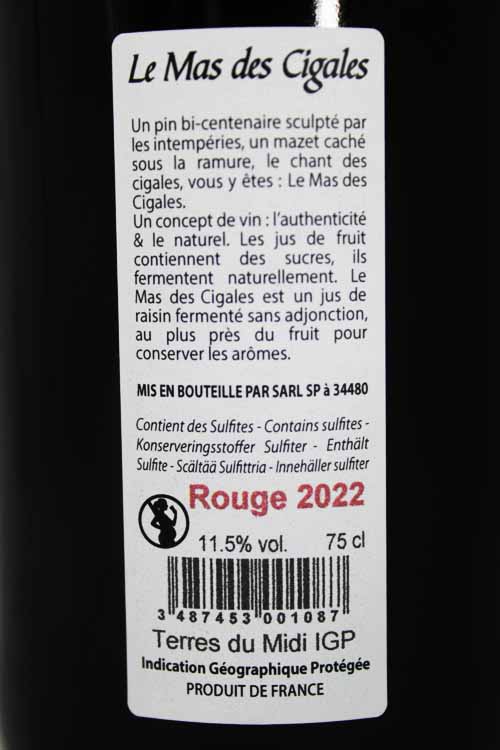 Le Mas des Cigales
Un pin bi-centenaire sculpté par
les intempéries, un mazet caché
sous la ramure, le chant des
cigales, vous y êtes : Le Mas des
Cigales.
Un concept de vin : l'authenticité
& le naturel. Les jus de fruit
contiennent des sucres, ils
fermentent naturellement. Le
Mas des Cigales est un jus de
raisin fermenté sans adjonction,
au plus près du fruit pour
conserver les arômes.
MIS EN BOUTEILLE PAR SARL SP à 34480
Contient des Sulfites - Contains sulfites -
Konserveringsstoffer Sulfiter - Enthält
Sulfite - Scältää Sulfittria - Innehäller sulfiter
Rouge 2022
11.5% vol. 75 cl
3 487453 001087
Terres du Midi IGP
Indication Géographique Protégée
PRODUIT DE FRANCE